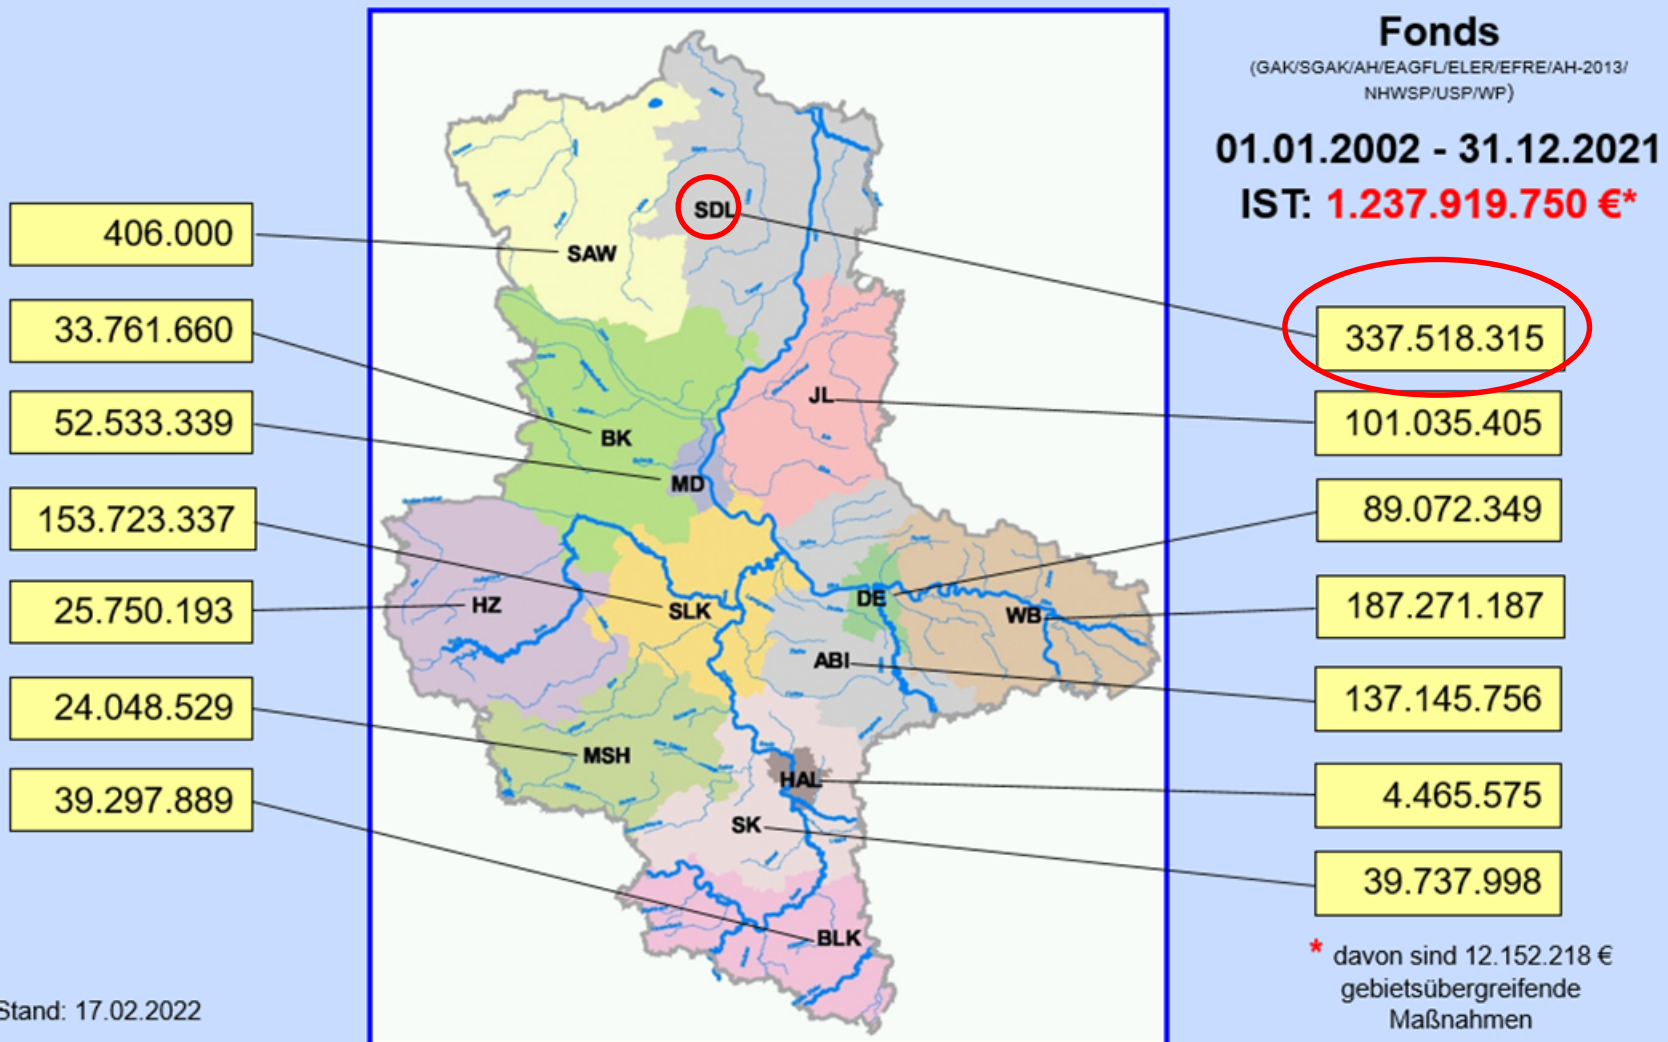 Fonds
(GAK/SGAK/AH/EAGFL/ELER/EFRE/AH-2013/
NHWSP/USP/WP)
01.01.2002 - 31.12.2021
IST: 1.237.919.750 €*
406.000
33.761.660
52.533.339
153.723.337
25.750.193
24.048.529
39.297.889
SDL
SAW
JL
BK
MD
DE
HZ
SLK
WB
ABI
MSH
HAL
SK
BLK
337.518.315
101.035.405
89.072.349
187.271.187
137.145.756
4.465.575
39.737.998
* davon sind 12.152.218 €
gebietsübergreifende
Maßnahmen
Stand: 17.02.2022